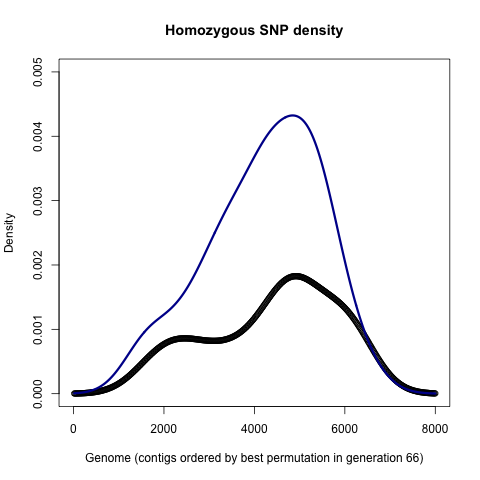 Homozygous SNP density
Density
0.005
0.004
0.003
0.002
0.001
0.000
0 2000 4000 6000 8000
Genome (contigs ordered by best permutation in generation 66)